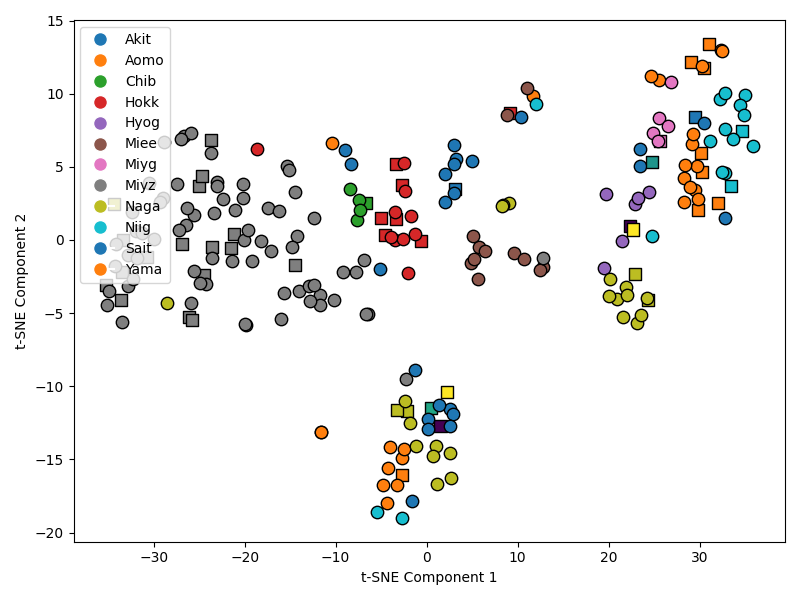 15
10
5
0
−5
−10
−15
−20
t-SNE Component 2
Akit
Aomo
Chib
Hokk
Hyog
Miee
Miyg
Miyz
Naga
Niig
Sait
Yama
−30
−20
−10
0
10
20
30
t-SNE Component 1